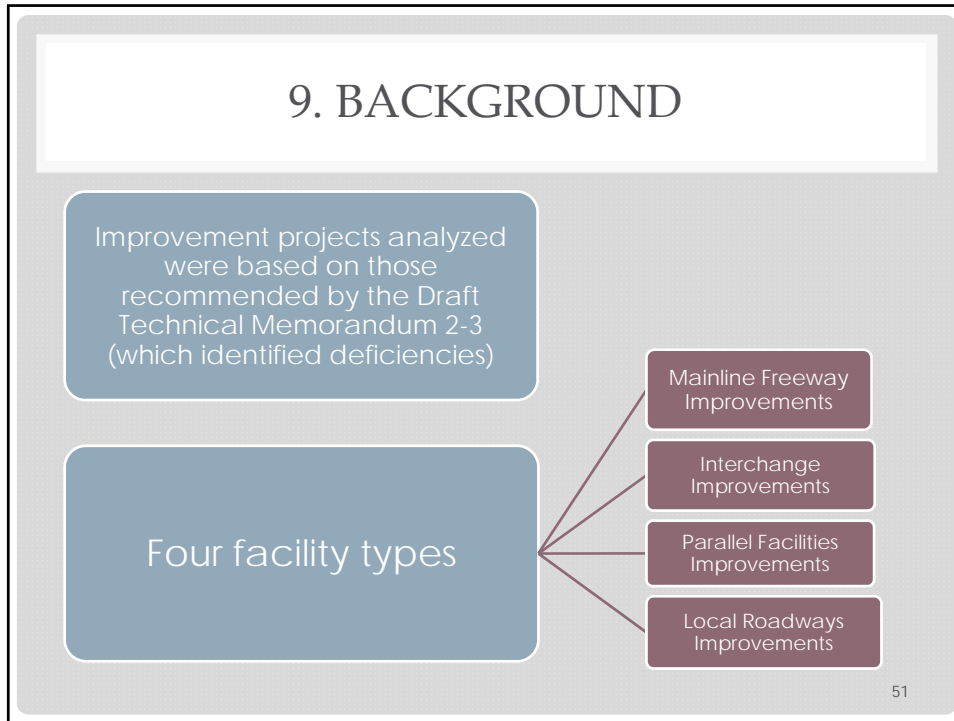 9. BACKGROUND
Improvement projects analyzed
were based on those
recommended by the Draft
Technical Memorandum 2-3
(which identified deficiencies)
Four facility types
Mainline Freeway
Improvements
Interchange
Improvements
Parallel Facilities
Improvements
Local Roadways
Improvements
51